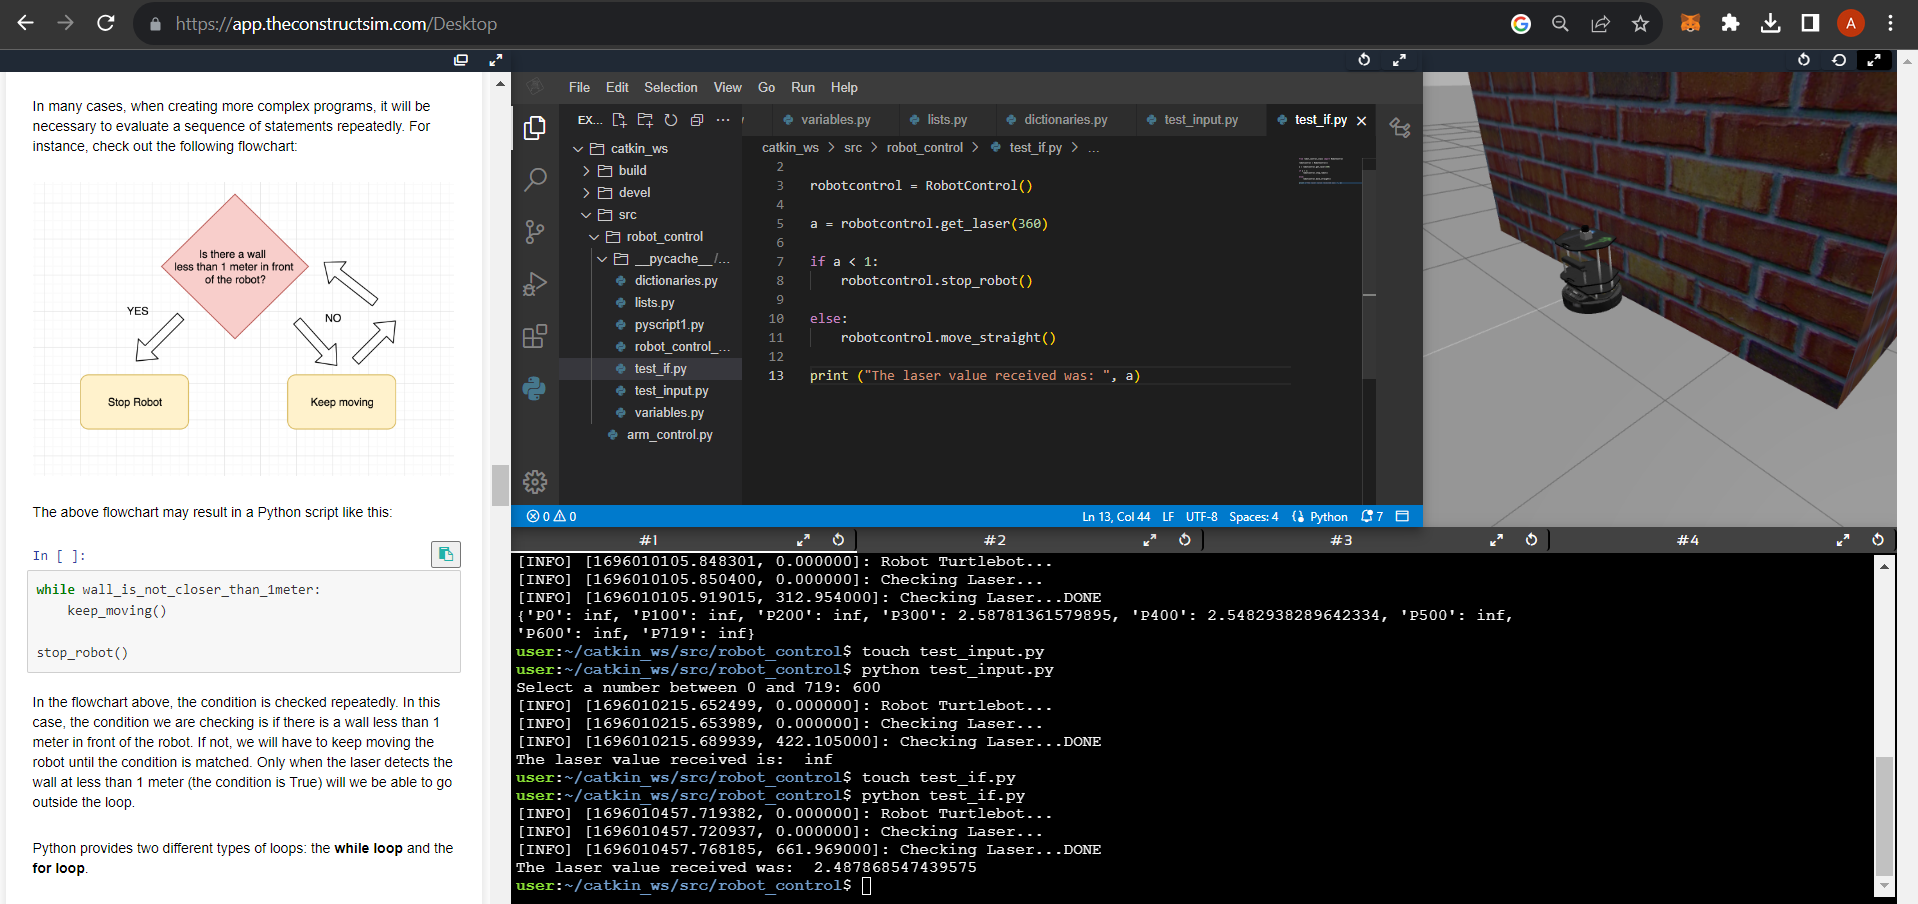 https://app.theconstructsim.com/Desktop
A
In many cases, when creating more complex programs, it will be
necessary to evaluate a sequence of statements repeatedly. For
instance, check out the following flowchart:
Is there a wall
less than 1 meter in front
of the robot?
YES
NO
Stop Robot
Keep moving
The above flowchart may result in a Python script like this:
In [ ]:
while wall_is_not_closer_than_1meter:
keep_moving()
stop_robot()
In the flowchart above, the condition is checked repeatedly. In this
case, the condition we are checking is if there is a wall less than 1
meter in front of the robot. If not, we will have to keep moving the
robot until the condition is matched. Only when the laser detects the
wall at less than 1 meter (the condition is True) will we be able to go
outside the loop.
Python provides two different types of loops: the while loop and the
for loop.
File Edit Selection View Go Run Help
EX... ...
catkin_ws
build
devel
src
robot_control
__pycache__/...
dictionaries.py
lists.py
pyscript1.py
robot_control_...
test_if.py
test_input.py
variables.py
arm_control.py
variables.py lists.py dictionaries.py test_input.py test_if.py
catkin_ws > src > robot_control > test_if.py > ...
2
3 robotcontrol = RobotControl()
4
5 a = robotcontrol.get_laser(360)
6
7 if a < 1:
8 robotcontrol.stop_robot()
9
10 else:
11 robotcontrol.move_straight()
12
13 print ("The laser value received was: ", a)
0 0 Ln 13, Col 44 LF UTF-8 Spaces: 4 Python 7
#1 #2 #3 #4
[INFO] [1696010105.848301, 0.000000]: Robot Turtlebot...
[INFO] [1696010105.850400, 0.000000]: Checking Laser...
[INFO] [1696010105.919015, 312.954000]: Checking Laser...DONE
{'P0': inf, 'P100': inf, 'P200': inf, 'P300': 2.58781361579895, 'P400': 2.5482938289642334, 'P500': inf,
'P600': inf, 'P719': inf}
user:~/catkin_ws/src/robot_control$ touch test_input.py
user:~/catkin_ws/src/robot_control$ python test_input.py
Select a number between 0 and 719: 600
[INFO] [1696010215.652499, 0.000000]: Robot Turtlebot...
[INFO] [1696010215.653989, 0.000000]: Checking Laser...
[INFO] [1696010215.689939, 422.105000]: Checking Laser...DONE
The laser value received is:  inf
user:~/catkin_ws/src/robot_control$ touch test_if.py
user:~/catkin_ws/src/robot_control$ python test_if.py
[INFO] [1696010457.719382, 0.000000]: Robot Turtlebot...
[INFO] [1696010457.720937, 0.000000]: Checking Laser...
[INFO] [1696010457.768185, 661.969000]: Checking Laser...DONE
The laser value received was:  2.487868547439575
user:~/catkin_ws/src/robot_control$